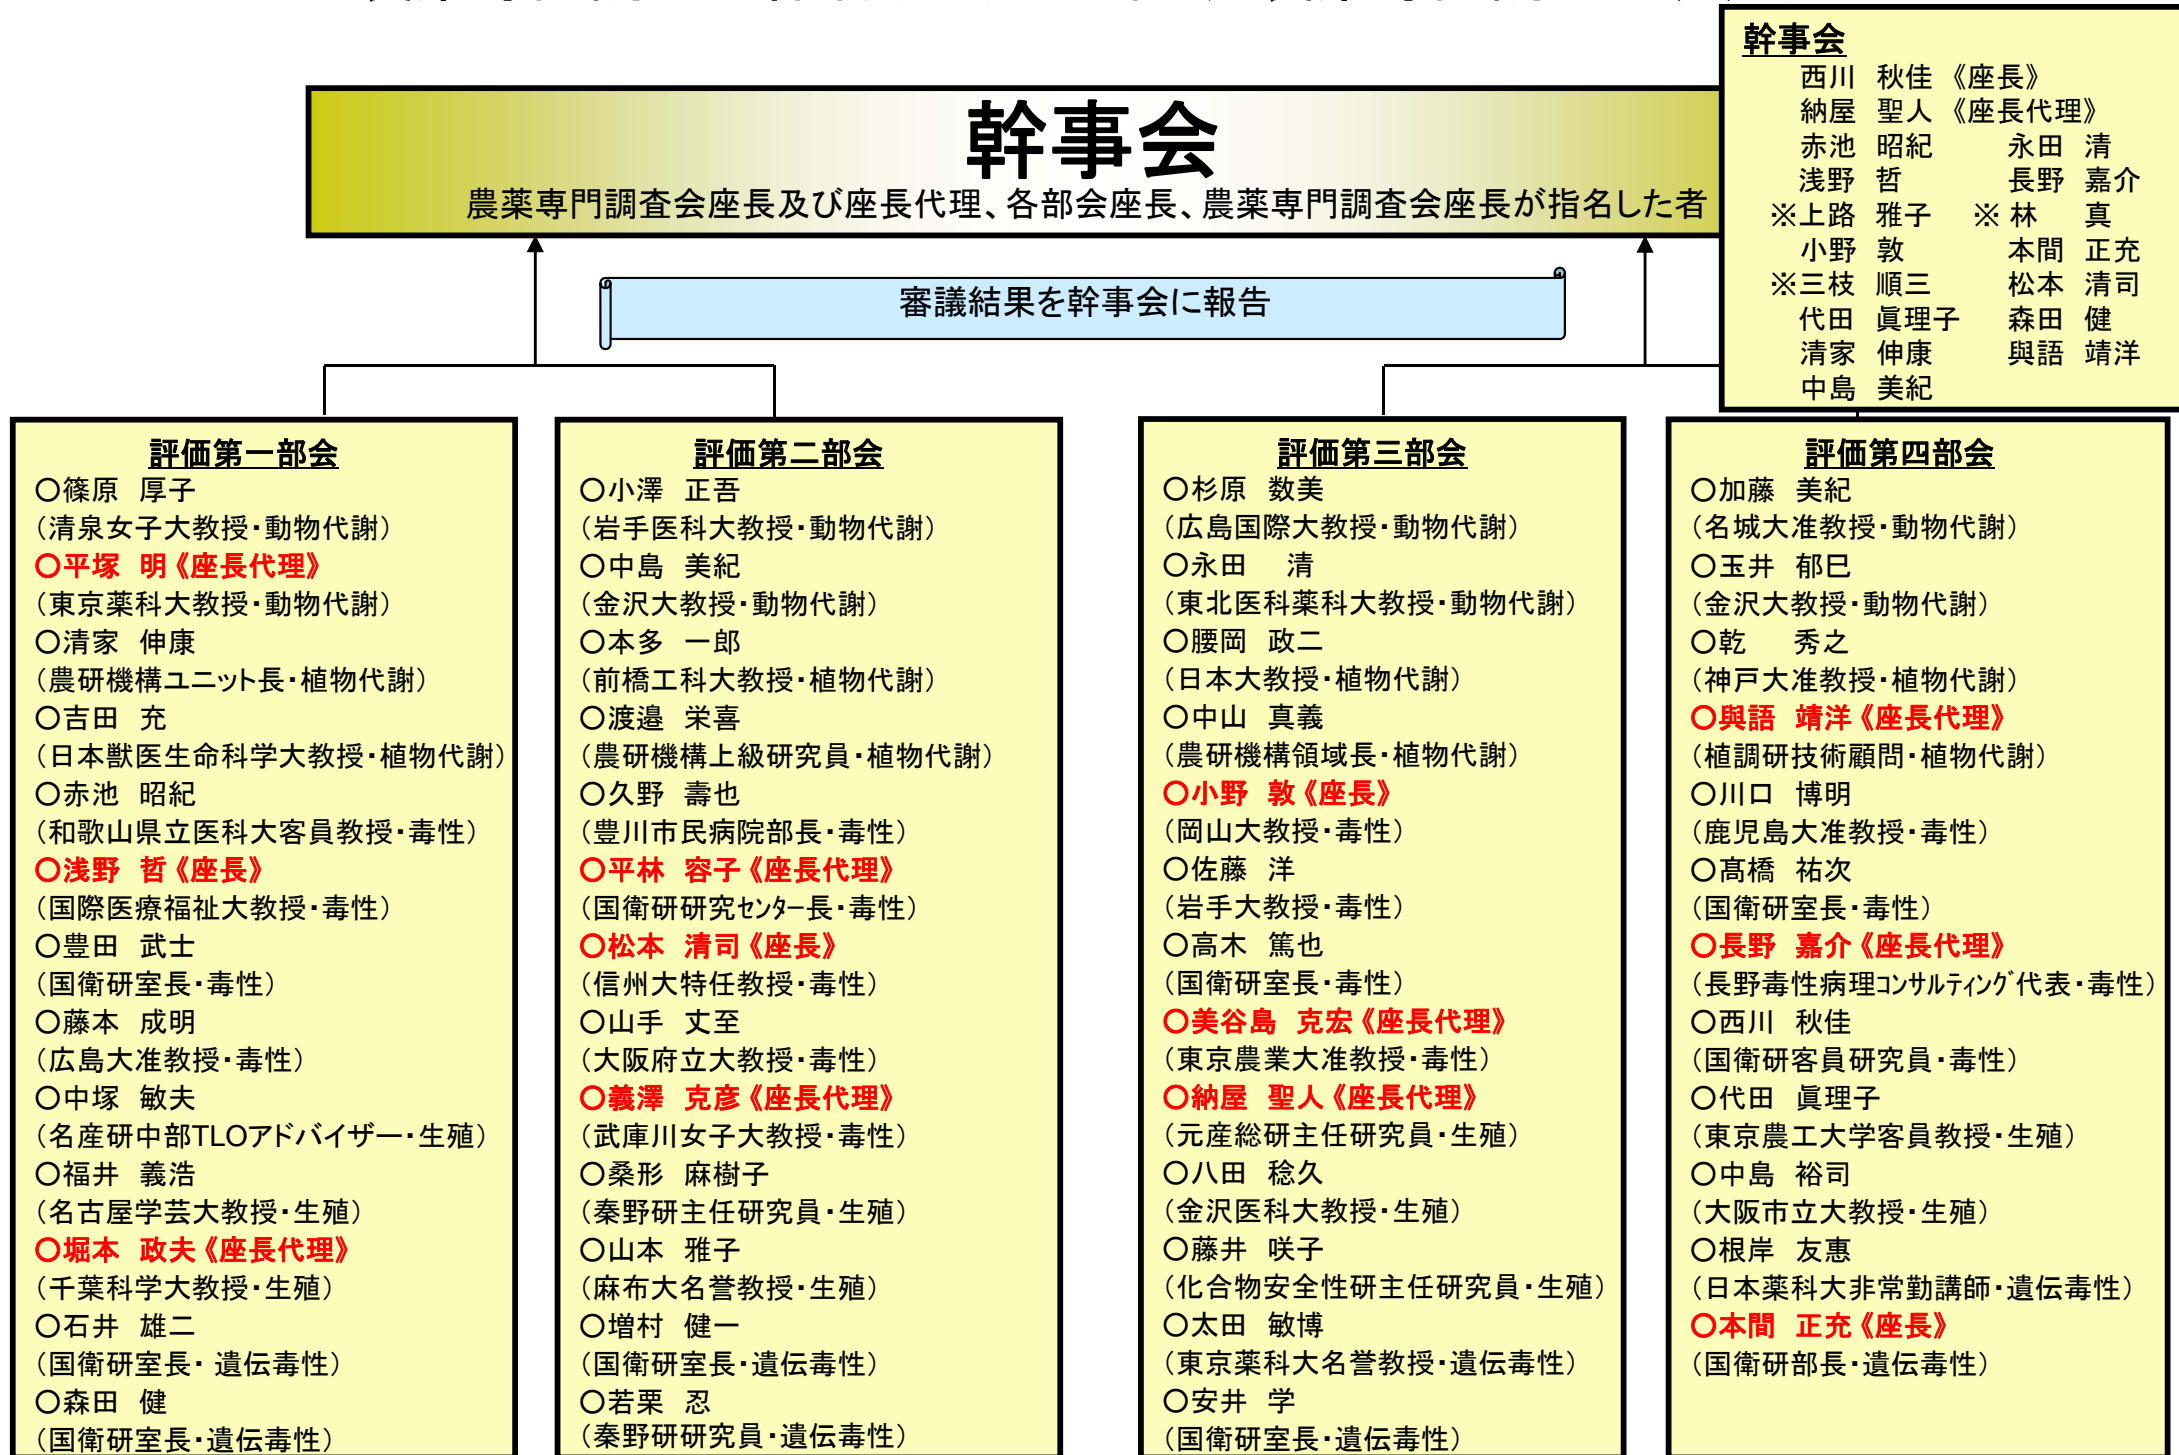 幹事会
農薬専門調査会座長及び座長代理、各部会座長、農薬専門調査会座長が指名した者
審議結果を幹事会に報告
幹事会
西川 秋佳 《座長》
納屋 聖人 《座長代理》
赤池 昭紀 永田 清
浅野 哲 長野 嘉介
※上路 雅子 ※ 林 真
小野 敦 本間 正充
※三枝 順三 松本 清司
代田 眞理子 森田 健
清家 伸康 與語 靖洋
中島 美紀
評価第一部会
○篠原 厚子
(清泉女子大教授・動物代謝)
○平塚 明《座長代理》
(東京薬科大教授・動物代謝)
○清家 伸康
(農研機構ユニット長・植物代謝)
○吉田 充
(日本獣医生命科学大教授・植物代謝)
○赤池 昭紀
(和歌山県立医科大客員教授・毒性)
○浅野 哲《座長》
(国際医療福祉大教授・毒性)
○豊田 武士
(国衛研室長・毒性)
○藤本 成明
(広島大准教授・毒性)
○中塚 敏夫
(名産研中部TLOアドバイザー・生殖)
○福井 義浩
(名古屋学芸大教授・生殖)
○堀本 政夫《座長代理》
(千葉科学大教授・生殖)
○石井 雄二
(国衛研室長・ 遺伝毒性)
○森田 健
(国衛研室長・遺伝毒性)
評価第二部会
○小澤 正吾
(岩手医科大教授・動物代謝)
○中島 美紀
(金沢大教授・動物代謝)
○本多 一郎
(前橋工科大教授・植物代謝)
○渡邉 栄喜
(農研機構上級研究員・植物代謝)
○久野 壽也
(豊川市民病院部長・毒性)
○平林 容子《座長代理》
(国衛研研究ｾﾝﾀｰ長・毒性)
○松本 清司《座長》
(信州大特任教授・毒性)
○山手 丈至
(大阪府立大教授・毒性)
○義澤 克彦《座長代理》
(武庫川女子大教授・毒性)
○桑形 麻樹子
(秦野研主任研究員・生殖)
○山本 雅子
(麻布大名誉教授・生殖)
○増村 健一
(国衛研室長・遺伝毒性)
○若栗 忍
(秦野研研究員・遺伝毒性)
評価第三部会
○杉原 数美
(広島国際大教授・動物代謝)
○永田 清
(東北医科薬科大教授・動物代謝)
○腰岡 政二
(日本大教授・植物代謝)
○中山 真義
(農研機構領域長・植物代謝)
○小野 敦《座長》
(岡山大教授・毒性)
○佐藤 洋
(岩手大教授・毒性)
○高木 篤也
(国衛研室長・毒性)
○美谷島 克宏《座長代理》
(東京農業大准教授・毒性)
○納屋 聖人《座長代理》
(元産総研主任研究員・生殖)
○八田 稔久
(金沢医科大教授・生殖)
○藤井 咲子
(化合物安全性研主任研究員・生殖)
○太田 敏博
(東京薬科大名誉教授・遺伝毒性)
○安井 学
(国衛研室長・遺伝毒性)
評価第四部会
○加藤 美紀
(名城大准教授・動物代謝)
○玉井 郁巳
(金沢大教授・動物代謝)
○乾 秀之
(神戸大准教授・植物代謝)
○與語 靖洋《座長代理》
(植調研技術顧問・植物代謝)
○川口 博明
(鹿児島大准教授・毒性)
○髙橋 祐次
(国衛研室長・毒性)
○長野 嘉介《座長代理》
(長野毒性病理ｺﾝｻﾙﾃｨﾝｸﾞ代表・毒性)
○西川 秋佳
(国衛研客員研究員・毒性)
○代田 眞理子
(東京農工大学客員教授・生殖)
○中島 裕司
(大阪市立大教授・生殖)
○根岸 友惠
(日本薬科大非常勤講師・遺伝毒性)
○本間 正充《座長》
(国衛研部長・遺伝毒性)